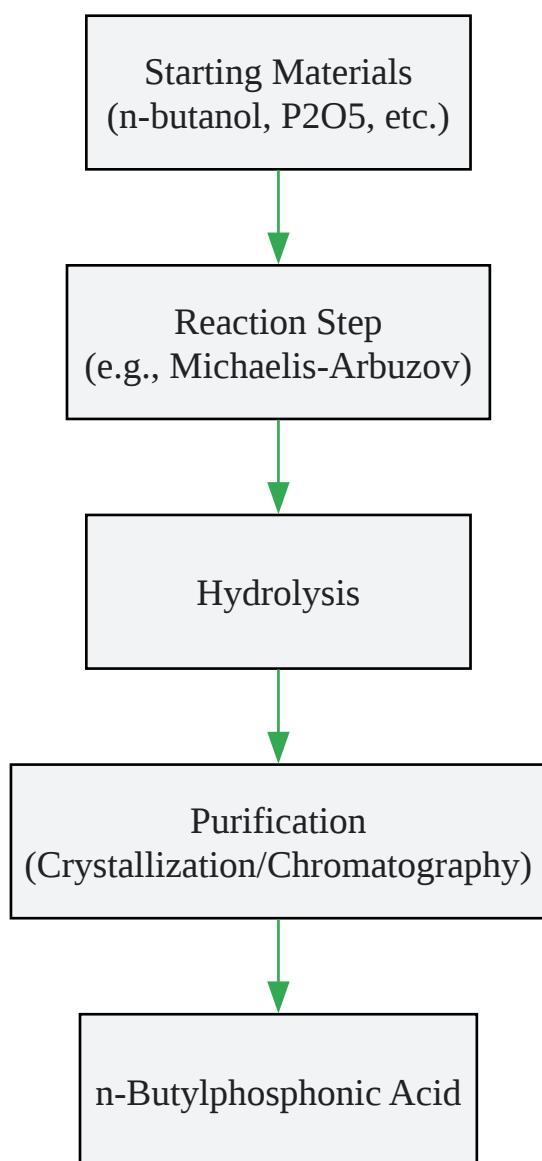 Starting Materials
(n-butanol, P2O5, etc.)
Reaction Step
(e.g., Michaelis-Arbuzov)
Hydrolysis
Purification
(Crystallization/Chromatography)
n-Butylphosphonic Acid